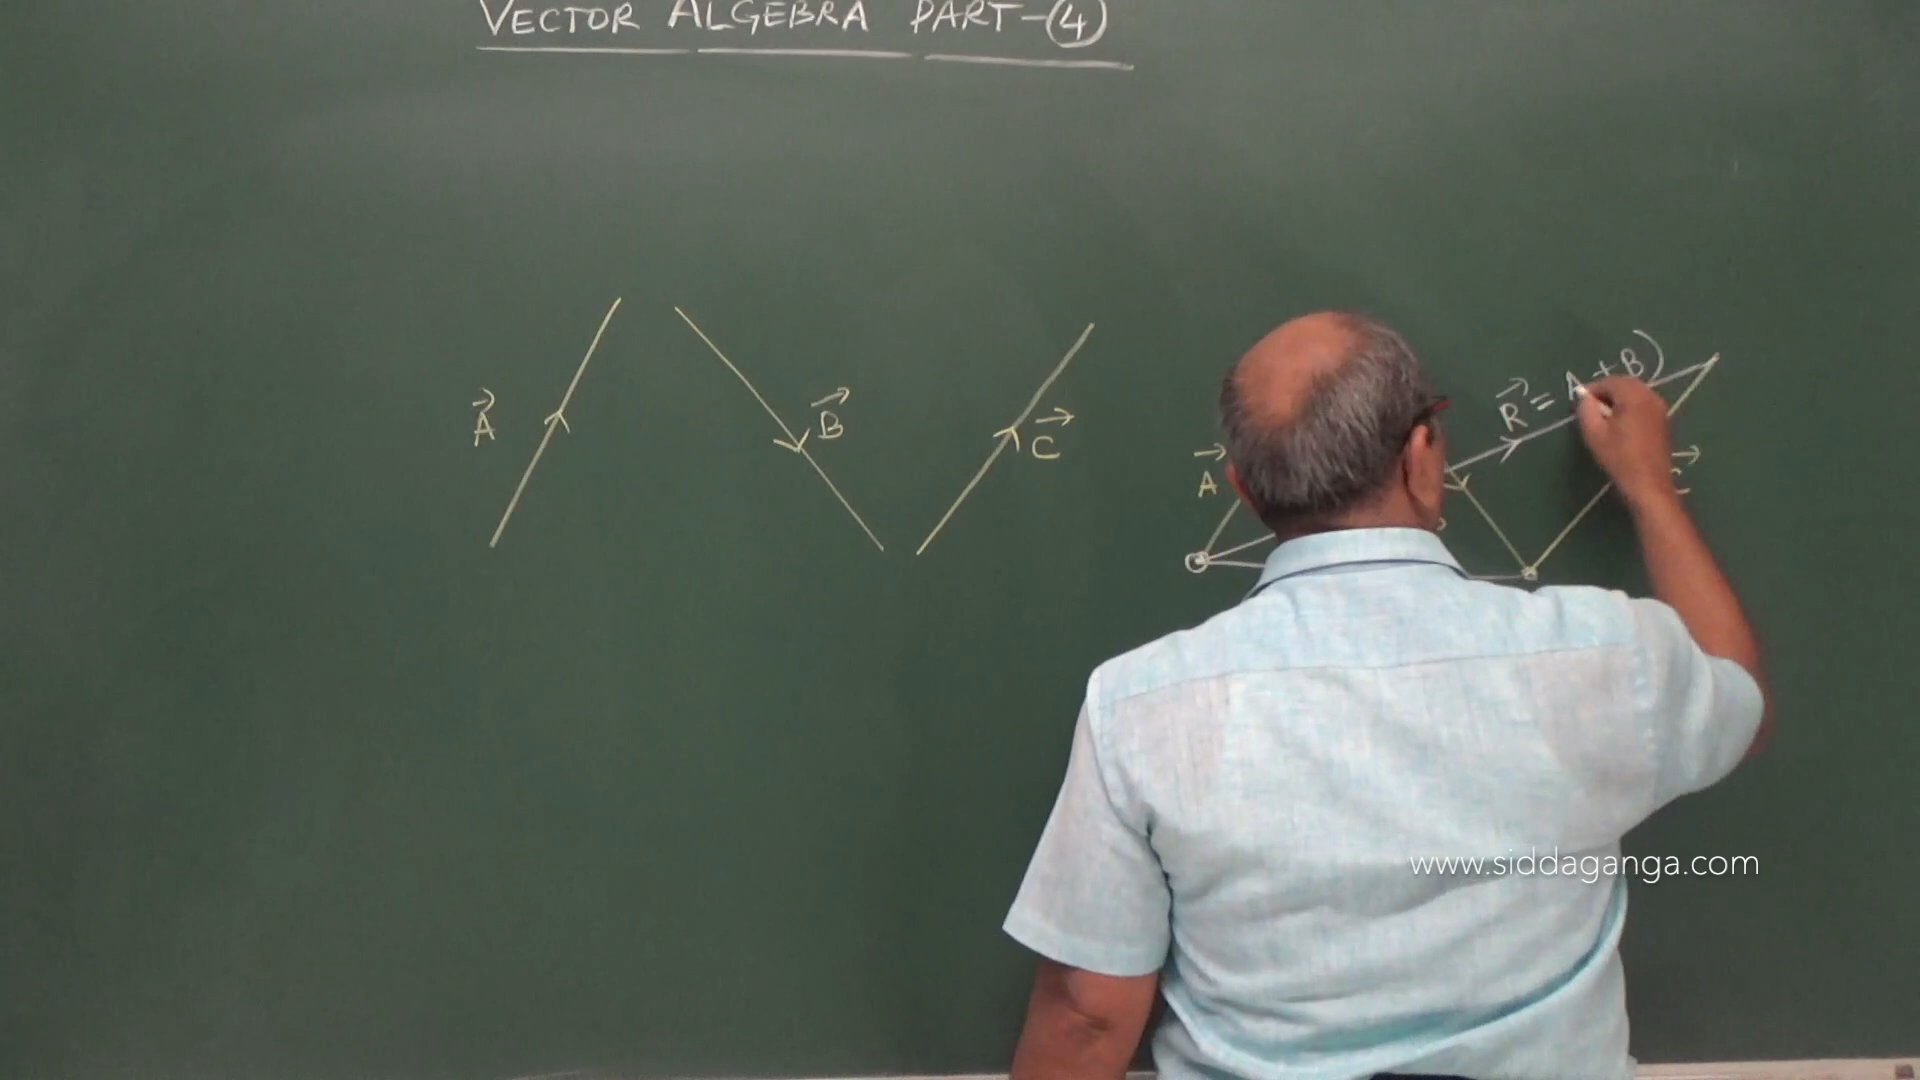 VECTOR ALGEBRA PART-(4)
A
B
C
R = A + B)
A
C
www.siddaganga.com